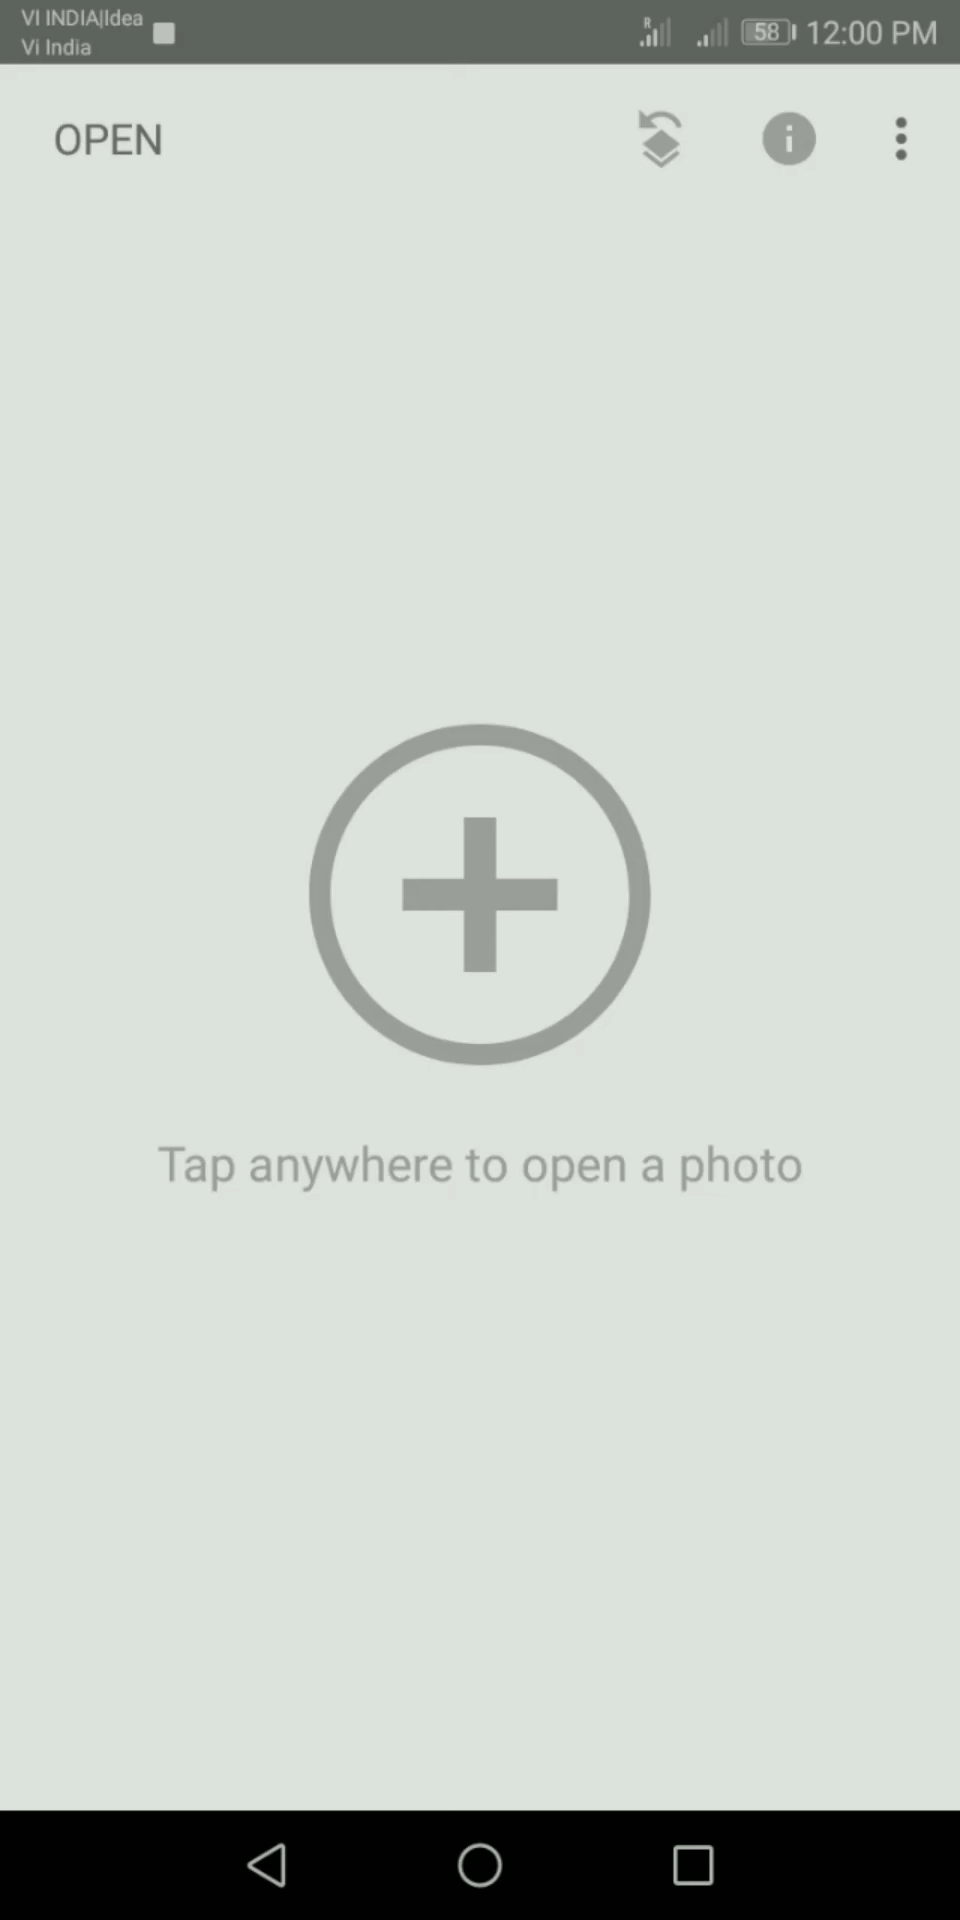 VI INDIA|Idea
Vi India
R
58
12:00 PM
OPEN
Tap anywhere to open a photo